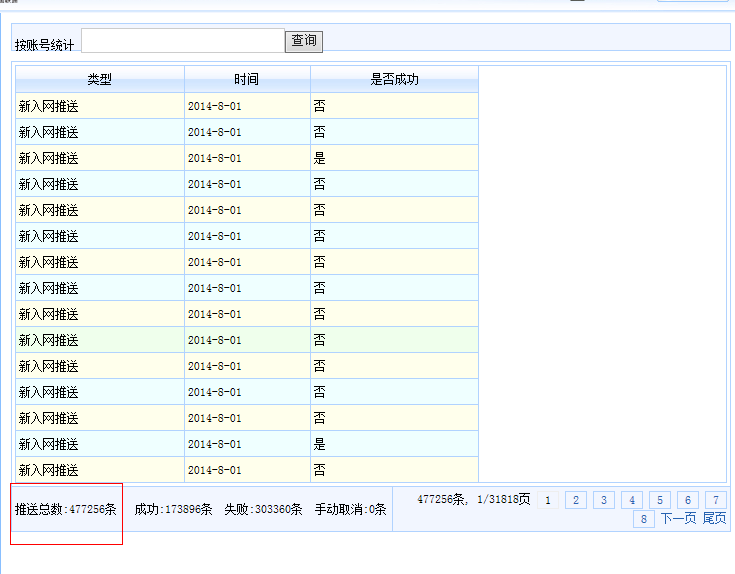 按账号统计 查询
类型 时间 是否成功
新入网推送 2014-8-01 否
新入网推送 2014-8-01 否
新入网推送 2014-8-01 是
新入网推送 2014-8-01 否
新入网推送 2014-8-01 否
新入网推送 2014-8-01 否
新入网推送 2014-8-01 否
新入网推送 2014-8-01 否
新入网推送 2014-8-01 否
新入网推送 2014-8-01 否
新入网推送 2014-8-01 否
新入网推送 2014-8-01 否
新入网推送 2014-8-01 否
新入网推送 2014-8-01 是
新入网推送 2014-8-01 否
推送总数:477256条 成功:173896条 失败:303360条 手动取消:0条
477256条, 1/31818页 1 2 3 4 5 6 7
8 下一页 尾页